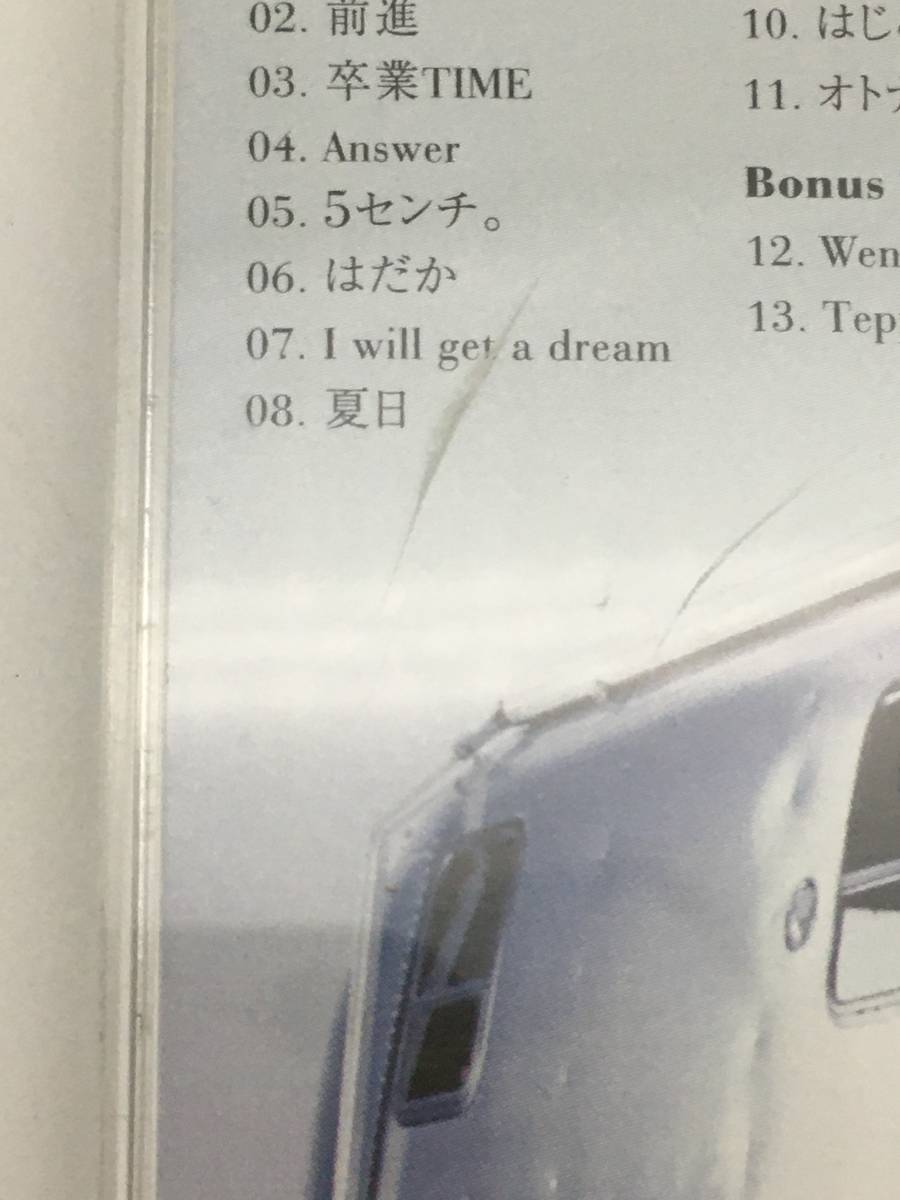 02. 前進
03. 卒業TIME
04. Answer
05. 5センチ。
06. はだか
07. I will get a dream
08. 夏日
10. はじ
11. オト
Bonus
12. Wen
13. Tep